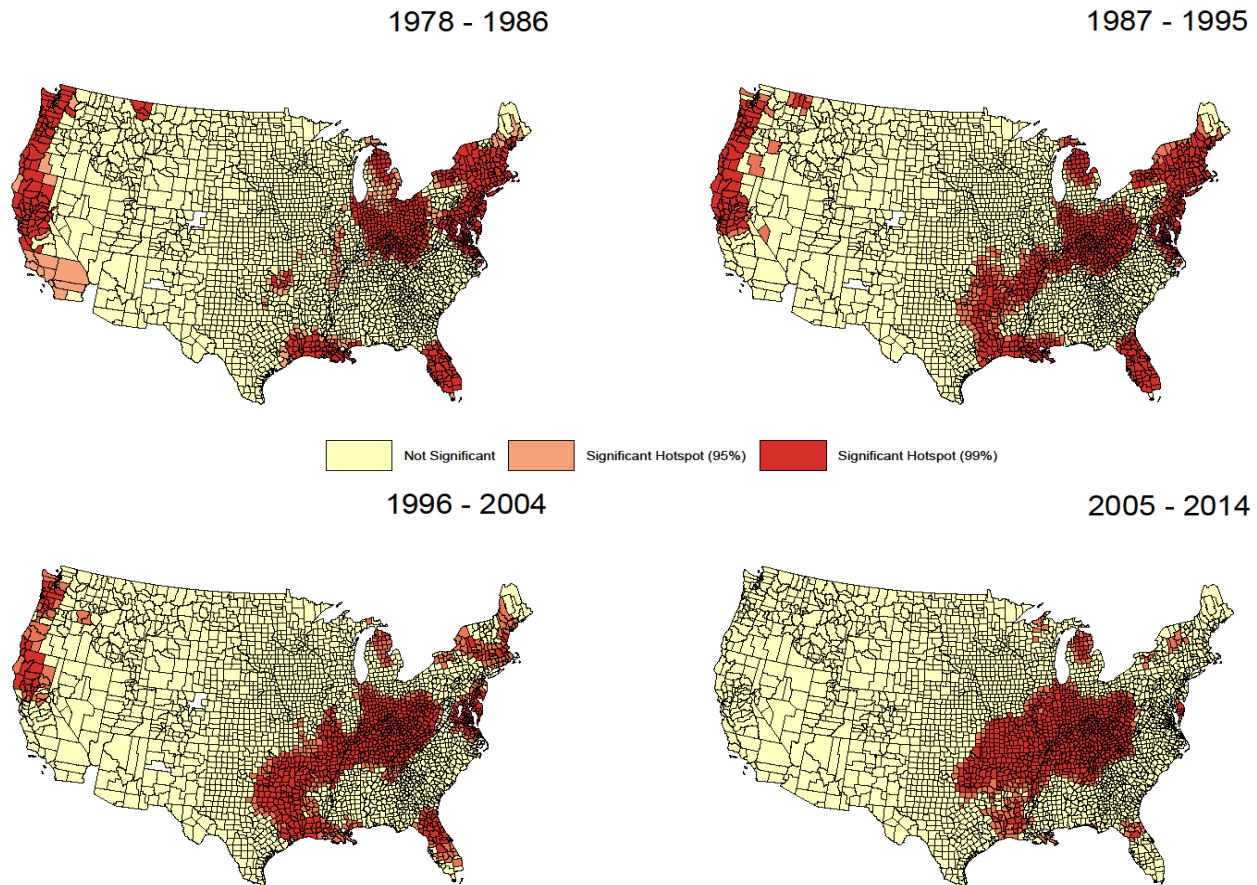 1978 - 1986
1987 - 1995
Not Significant
Significant Hotspot (95%)
Significant Hotspot (99%)
1996 - 2004
2005 - 2014